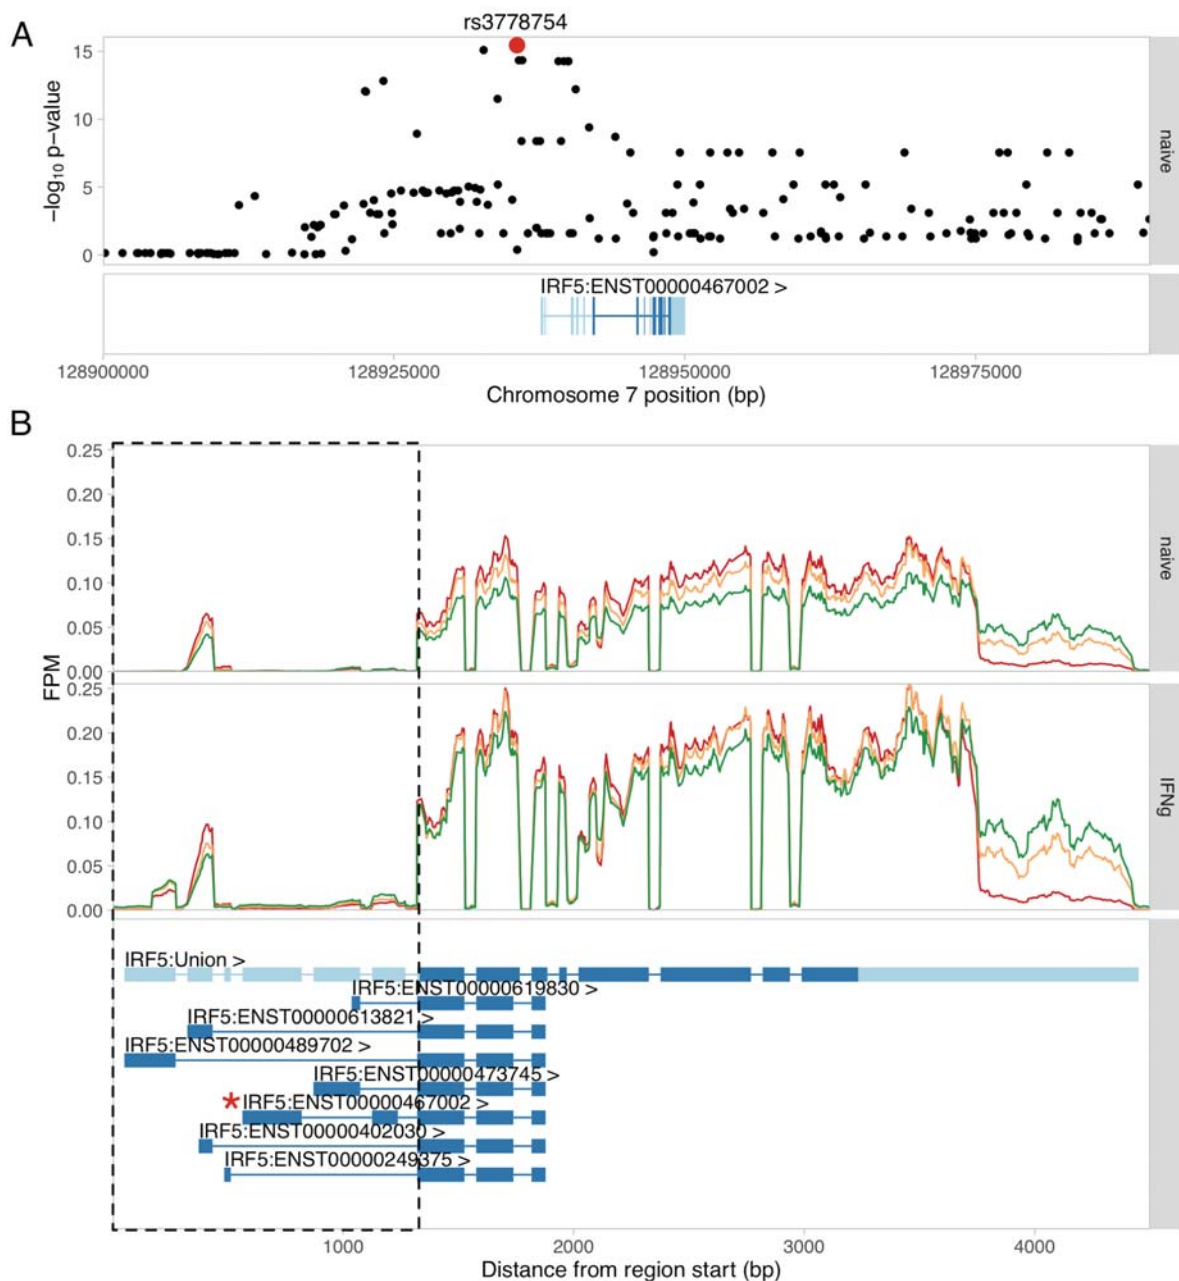 A
rs3778754
15
10
5
0
−log10 p−value
naive
IRF5:ENST00000467002 >
128900000
128925000
128950000
128975000
Chromosome 7 position (bp)
B
0.25
0.20
0.15
0.10
0.05
0.00
naive
FPM
0.25
0.20
0.15
0.10
0.05
0.00
IFNg
IRF5:Union >
IRF5:ENST00000619830 >
IRF5:ENST00000613821 >
IRF5:ENST00000489702 >
IRF5:ENST00000473745 >
* IRF5:ENST00000467002 >
IRF5:ENST00000402030 >
IRF5:ENST00000249375 >
1000
2000
3000
4000
Distance from region start (bp)